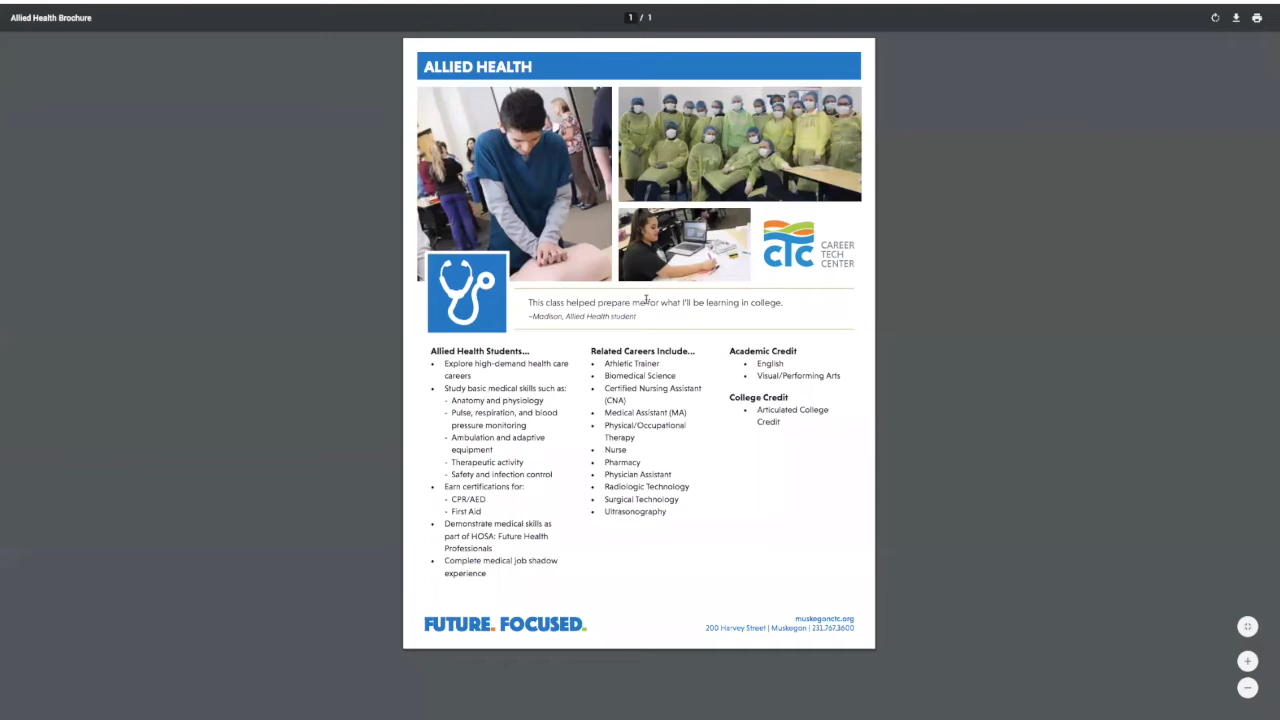 Allied Health Brochure
1 / 1
ALLIED HEALTH
CTC CAREER
TECH
CENTER
This class helped prepare me for what I'll be learning in college.
~Madison, Allied Health student
Allied Health Students...
• Explore high-demand health care
careers
• Study basic medical skills such as:
- Anatomy and physiology
- Pulse, respiration, and blood
pressure monitoring
- Ambulation and adaptive
equipment
- Therapeutic activity
- Safety and infection control
• Earn certifications for:
- CPR/AED
- First Aid
• Demonstrate medical skills as
part of HOSA: Future Health
Professionals
• Complete medical job shadow
experience
Related Careers Include...
• Athletic Trainer
• Biomedical Science
• Certified Nursing Assistant
(CNA)
• Medical Assistant (MA)
• Physical/Occupational
Therapy
• Nurse
• Pharmacy
• Physician Assistant
• Radiologic Technology
• Surgical Technology
• Ultrasonography
Academic Credit
• English
• Visual/Performing Arts
College Credit
• Articulated College
Credit
FUTURE. FOCUSED.
muskegonctc.org
200 Harvey Street | Muskegon | 231.767.3600